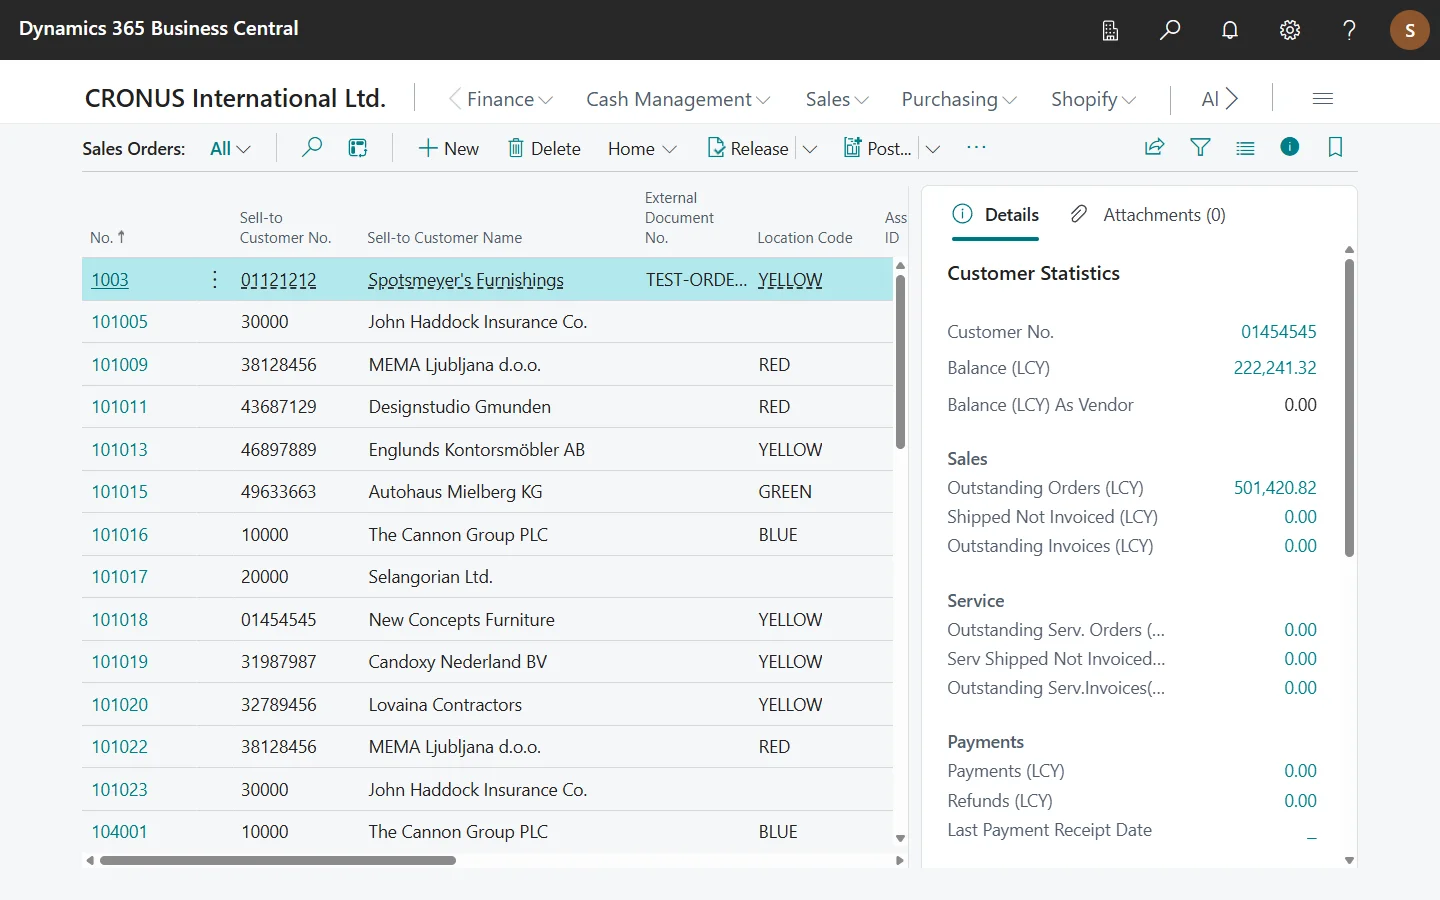 Dynamics 365 Business Central
S
CRONUS International Ltd.
Finance Cash Management Sales Purchasing Shopify Al
Sales Orders: All New Delete Home Release Post... ...
No. Sell-to Customer No. Sell-to Customer Name External Document No. Location Code Ass ID
1003 01121212 Spotsmeyer's Furnishings TEST-ORDE... YELLOW
101005 30000 John Haddock Insurance Co.
101009 38128456 MEMA Ljubljana d.o.o. RED
101011 43687129 Designstudio Gmunden RED
101013 46897889 Englunds Kontorsmöbler AB YELLOW
101015 49633663 Autohaus Mielberg KG GREEN
101016 10000 The Cannon Group PLC BLUE
101017 20000 Selangorian Ltd.
101018 01454545 New Concepts Furniture YELLOW
101019 31987987 Candoxy Nederland BV YELLOW
101020 32789456 Lovaina Contractors YELLOW
101022 38128456 MEMA Ljubljana d.o.o. RED
101023 30000 John Haddock Insurance Co.
104001 10000 The Cannon Group PLC BLUE
Details Attachments (0)
Customer Statistics
Customer No. 01454545
Balance (LCY) 222,241.32
Balance (LCY) As Vendor 0.00
Sales
Outstanding Orders (LCY) 501,420.82
Shipped Not Invoiced (LCY) 0.00
Outstanding Invoices (LCY) 0.00
Service
Outstanding Serv. Orders (... 0.00
Serv Shipped Not Invoiced... 0.00
Outstanding Serv.Invoices(... 0.00
Payments
Payments (LCY) 0.00
Refunds (LCY) 0.00
Last Payment Receipt Date _